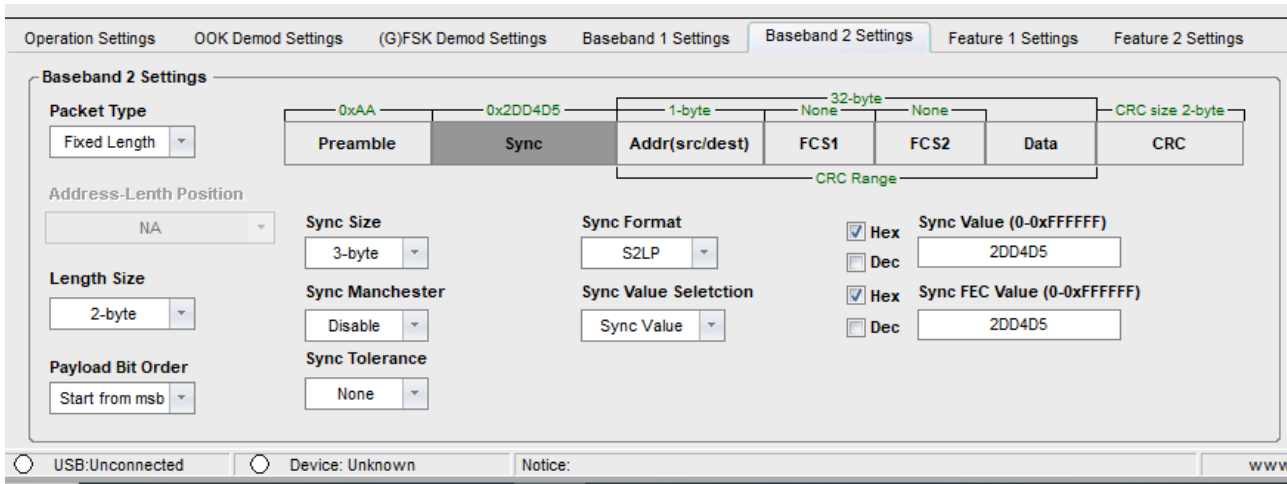 Operation Settings OOK Demod Settings (G)FSK Demod Settings Baseband 1 Settings Baseband 2 Settings Feature 1 Settings Feature 2 Settings
Baseband 2 Settings
Packet Type
Fixed Length
32-byte
0xAA 0x2DD4D5 1-byte None None CRC size 2-byte
Preamble Sync Addr(src/dest) FCS1 FCS2 Data CRC
CRC Range
Address-Lenth Position
NA
Sync Size Sync Format Hex Sync Value (0-0xFFFFFF)
3-byte S2LP Dec 2DD4D5
Length Size
2-byte
Sync Manchester Sync Value Seletction Hex Sync FEC Value (0-0xFFFFFF)
Disable Sync Value Dec 2DD4D5
Payload Bit Order
Start from msb
Sync Tolerance
None
USB:Unconnected Device: Unknown Notice: www